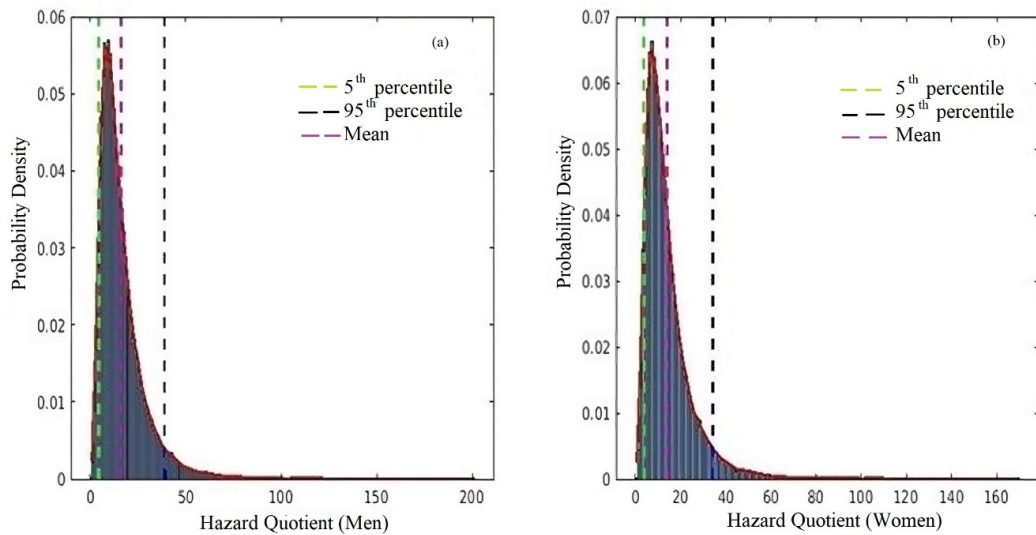 (a)
5th percentile
95th percentile
Mean
Probability Density
0.06
0.05
0.04
0.03
0.02
0.01
0
0 50 100 150 200
Hazard Quotient (Men)
(b)
5th percentile
95th percentile
Mean
Probability Density
0.07
0.06
0.05
0.04
0.03
0.02
0.01
0
0 20 40 60 80 100 120 140 160
Hazard Quotient (Women)